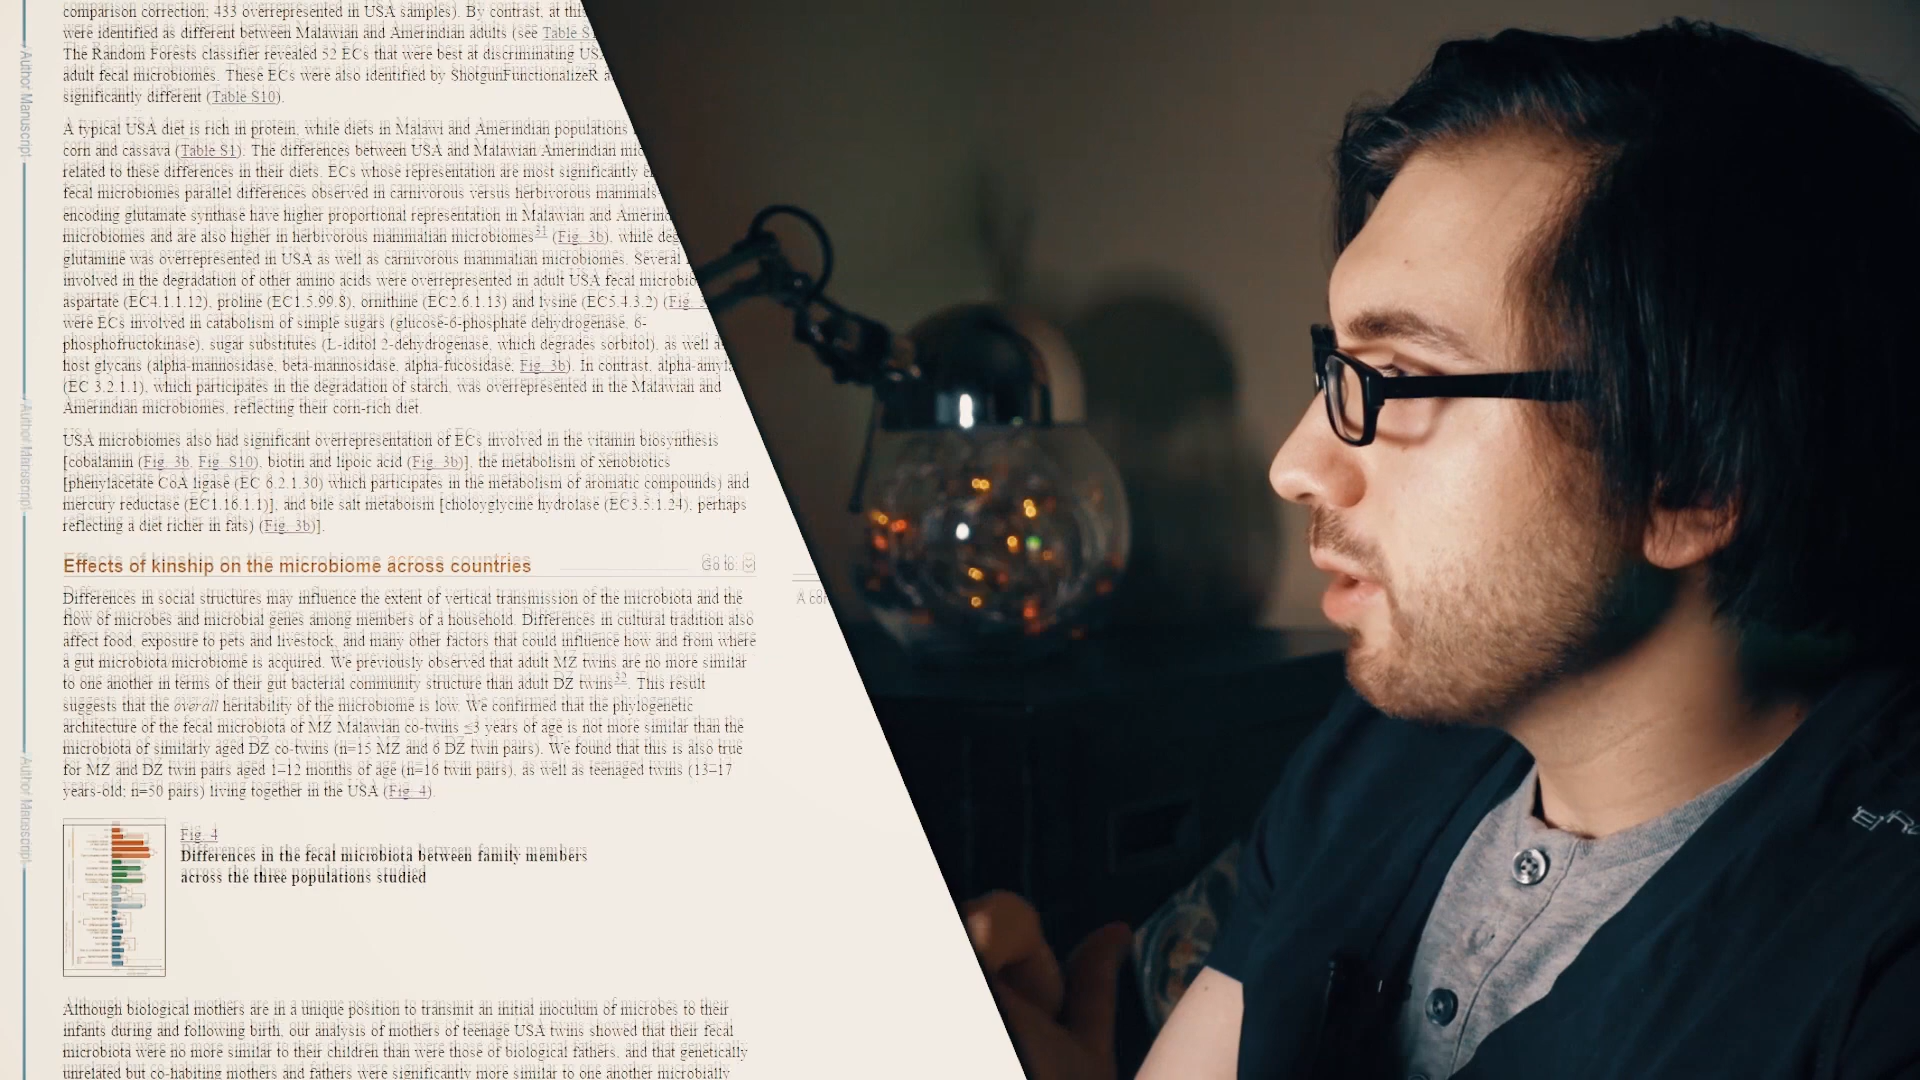 comparison correction; 433 overrepresented in USA samples). By contrast, at this
were identified as different between Malawian and Amerindian adults (see Table
The Random Forests classifier revealed 52 ECs that were best at discriminating
adult fecal microbiomes. These ECs were also identified by ShotgunFunctionalizeR
significantly different (Table S10).
A typical USA diet is rich in protein, while diets in Malawi and Amerindian populations
corn and cassava (Table S1). The differences between USA and Malawian Amerindian
related to these differences in their diets. ECs whose representation are most significantly
fecal microbiomes parallel differences observed in carnivorous versus herbivorous mammals
encoding glutamate synthase have higher proportional representation in Malawian and
microbiomes and are also higher in herbivorous mammalian microbiomes31 (Fig. 3b), while
glutamine was overrepresented in USA as well as carnivorous mammalian microbiomes. Several
involved in the degradation of other amino acids were overrepresented in adult USA fecal
aspartate (EC4.1.1.12), proline (EC1.5.99.8), ornithine (EC2.6.1.13) and lysine (EC5.4.3.2) (Fig.
were ECs involved in catabolism of simple sugars (glucose-6-phosphate dehydrogenase, 6-
phosphofructokinase), sugar substitutes (L-iditol 2-dehydrogenase, which degrades sorbitol), as well
host glycans (alpha-mannosidase, beta-mannosidase, alpha-fucosidase, Fig. 3b). In contrast,
(EC 3.2.1.1), which participates in the degradation of starch, was overrepresented in the Malawian and
Amerindian microbiomes, reflecting their corn-rich diet.
USA microbiomes also had significant overrepresentation of ECs involved in the vitamin biosynthesis
[cobalamin (Fig. 3b, Fig. S10), biotin and lipoic acid (Fig. 3b)], the metabolism of xenobiotics
[phenylacetate CoA ligase (EC 6.2.1.30) which participates in the metabolism of aromatic compounds) and
mercury reductase (EC1.16.1.1)], and bile salt metaboism [choloyglycine hydrolase (EC3.5.1.24), perhaps
reflecting a diet richer in fats) (Fig. 3b)].
Effects of kinship on the microbiome across countries
Go to:
Differences in social structures may influence the extent of vertical transmission of the microbiota and the
flow of microbes and microbial genes among members of a household. Differences in cultural tradition also
affect food, exposure to pets and livestock, and many other factors that could influence how and from where
a gut microbiota/microbiome is acquired. We previously observed that adult MZ twins are no more similar
to one another in terms of their gut bacterial community structure than adult DZ twins32. This result
suggests that the overall heritability of the microbiome is low. We confirmed that the phylogenetic
architecture of the fecal microbiota of MZ Malawian co-twins ≤3 years of age is not more similar than the
microbiota of similarly aged DZ co-twins (n=15 MZ and 6 DZ twin pairs). We found that this is also true
for MZ and DZ twin pairs aged 1–12 months of age (n=16 twin pairs), as well as teenaged twins (13–17
years-old; n=50 pairs) living together in the USA (Fig. 4).
Fig. 4
Differences in the fecal microbiota between family members
across the three populations studied
Although biological mothers are in a unique position to transmit an initial inoculum of microbes to their
infants during and following birth, our analysis of mothers of teenage USA twins showed that their fecal
microbiota were no more similar to their children than were those of biological fathers, and that genetically
unrelated but co-habiting mothers and fathers were significantly more similar to one another microbially
Author Manuscript
Author Manuscript
Author Manuscript